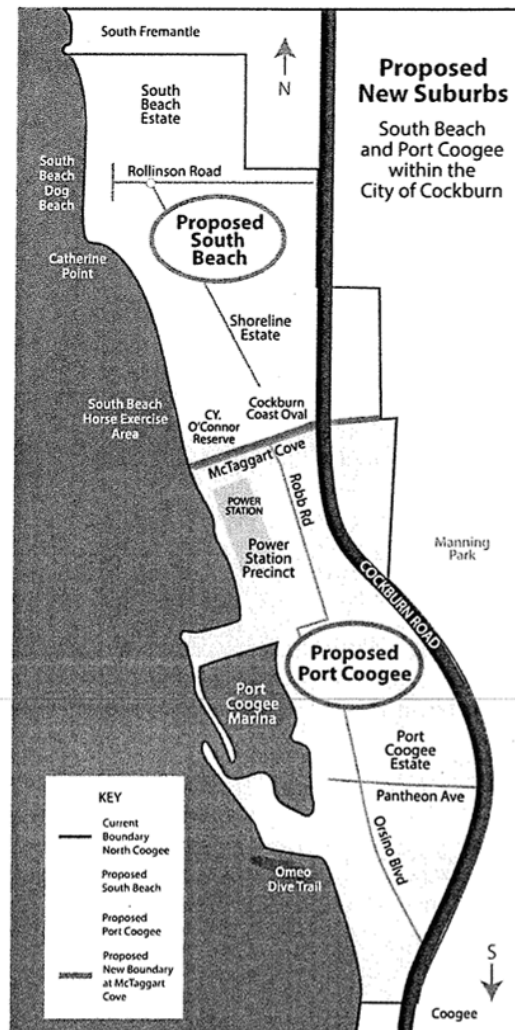 South Fremantle
N
Proposed
New Suburbs
South Beach
and Port Coogee
within the
City of Cockburn
South
Beach
Estate
South
Beach
Dog
Beach
Rollinson Road
Proposed
South
Beach
Catherine
Point
Shoreline
Estate
South Beach
Horse Exercise
Area
CY.
O'Connor
Reserve
Cockburn
Coast Oval
McTaggart Cove
POWER
STATION
Robb Rd
Power
Station
Precinct
Manning
Park
COCKBURN ROAD
Proposed
Port Coogee
Port
Coogee
Marina
Port
Coogee
Estate
Pantheon Ave
Orsino Blvd
Omeo
Dive Trail
KEY
Current
Boundary
North Coogee
Proposed
South Beach
Proposed
Port Coogee
Proposed
New Boundary
at McTaggart
Cove
S
Coogee